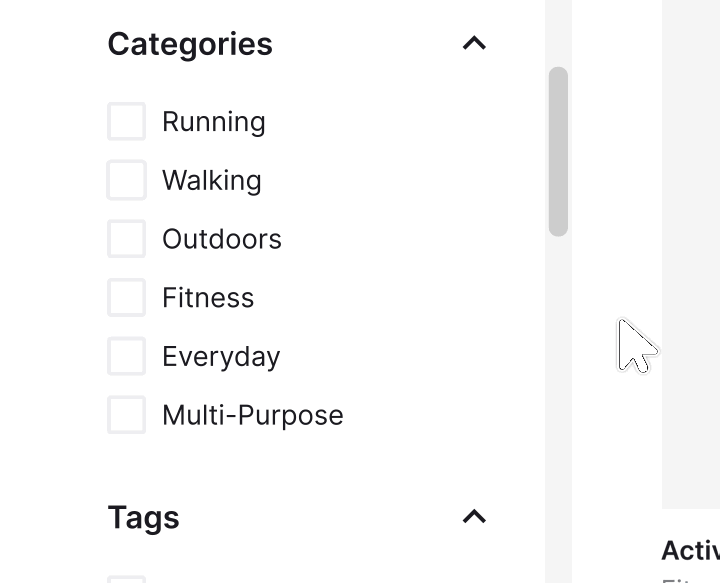 Categories
Running
Walking
Outdoors
Fitness
Everyday
Multi-Purpose
Tags